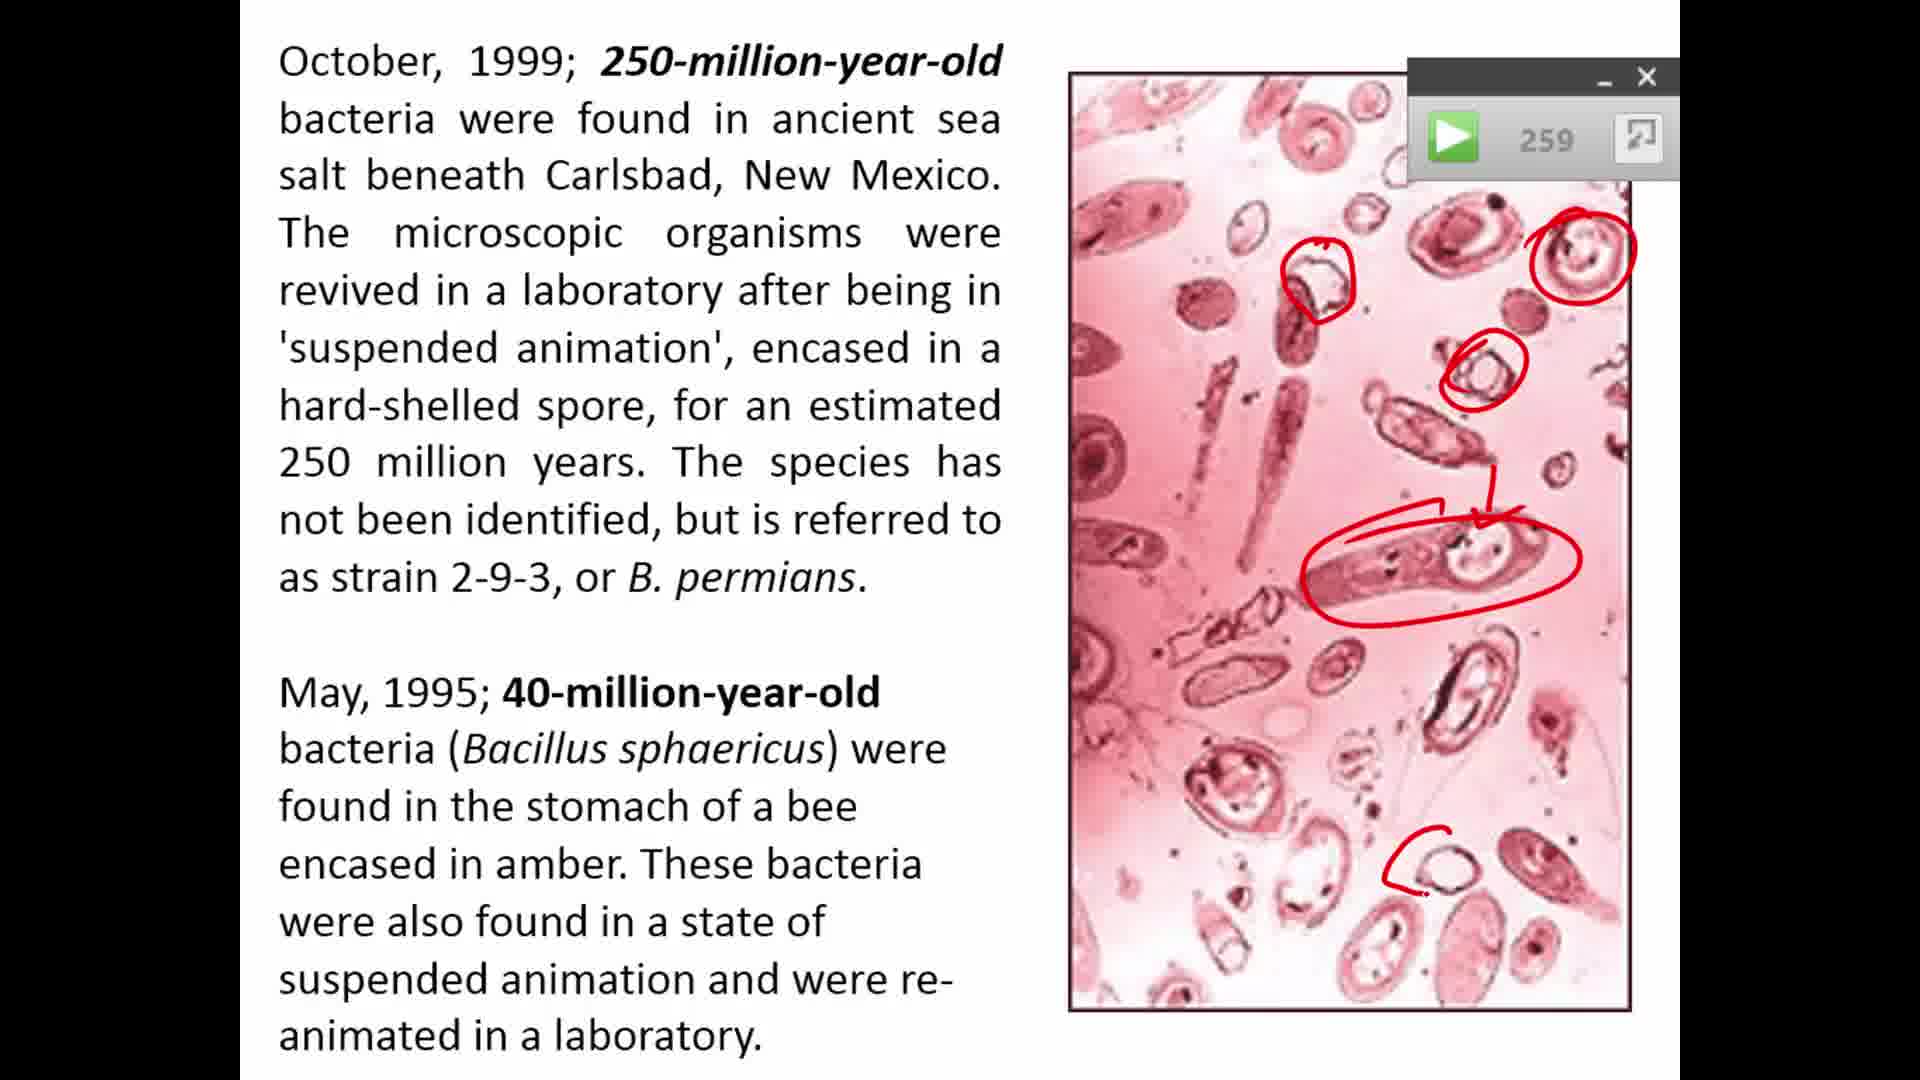 October, 1999; 250-million-year-old
bacteria were found in ancient sea
salt beneath Carlsbad, New Mexico.
The microscopic organisms were
revived in a laboratory after being in
'suspended animation', encased in a
hard-shelled spore, for an estimated
250 million years. The species has
not been identified, but is referred to
as strain 2-9-3, or B. permians.
May, 1995; 40-million-year-old
bacteria (Bacillus sphaericus) were
found in the stomach of a bee
encased in amber. These bacteria
were also found in a state of
suspended animation and were re-
animated in a laboratory.
259